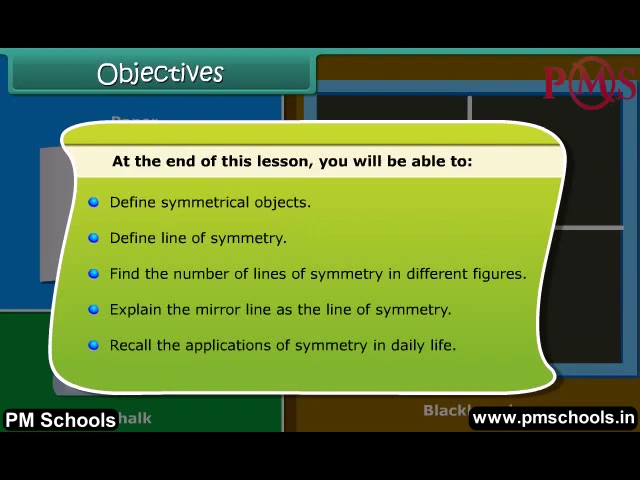 Objectives
PMS
Paper
At the end of this lesson, you will be able to:
Define symmetrical objects.
Define line of symmetry.
Find the number of lines of symmetry in different figures.
Explain the mirror line as the line of symmetry.
Recall the applications of symmetry in daily life.
PM Schools
www.pmschools.in